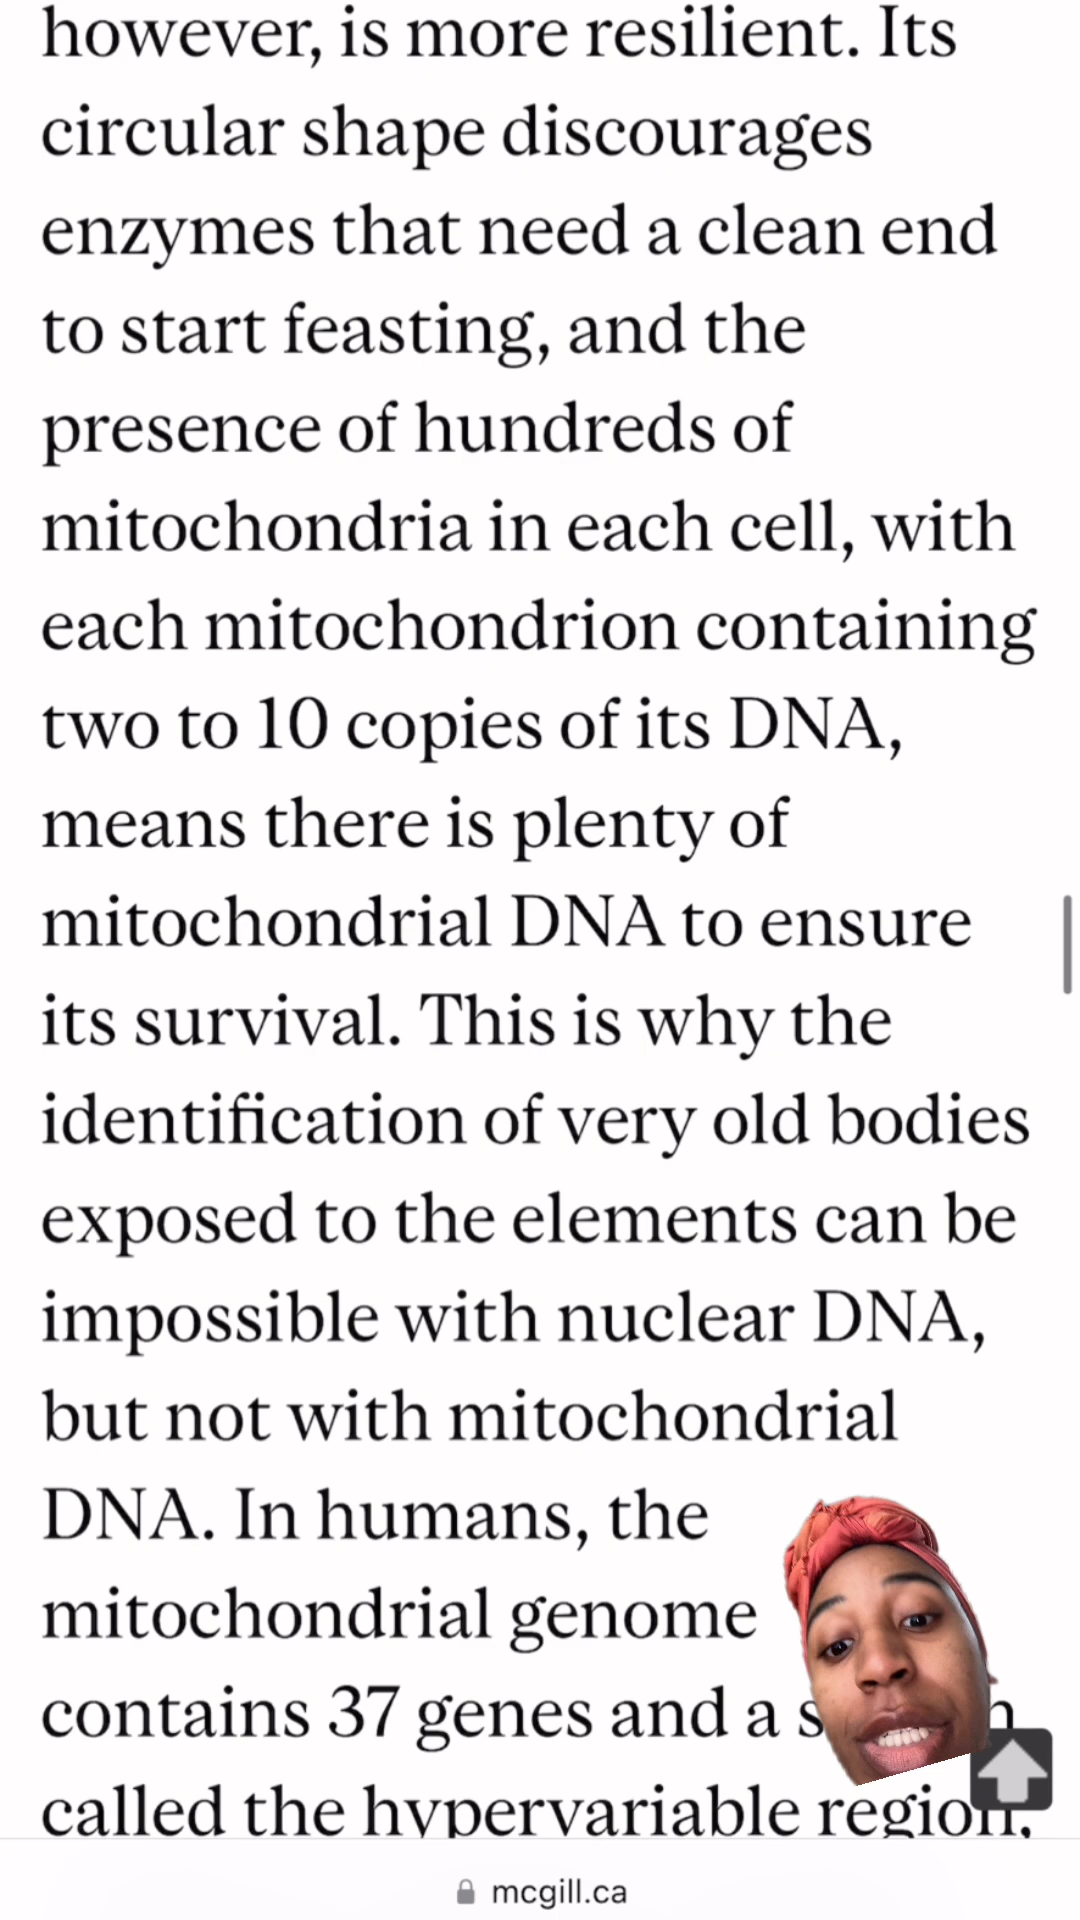 however, is more resilient. Its
circular shape discourages
enzymes that need a clean end
to start feasting, and the
presence of hundreds of
mitochondria in each cell, with
each mitochondrion containing
two to 10 copies of its DNA,
means there is plenty of
mitochondrial DNA to ensure
its survival. This is why the
identification of very old bodies
exposed to the elements can be
impossible with nuclear DNA,
but not with mitochondrial
DNA. In humans, the
mitochondrial genome
contains 37 genes and a
called the hypervariable region,
mcgill.ca